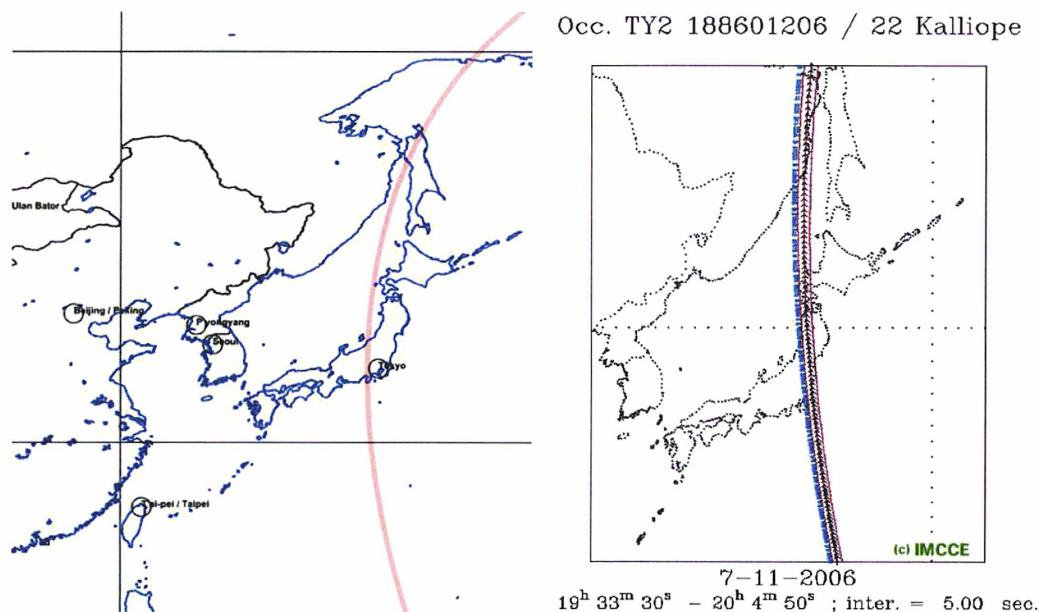 Ulan Bator
Beijing / Peking
P'yongyang
Seoul
Tokyo
Tai-pei / Taipei
Occ. TY2 188601206 / 22 Kalliope
(c) IMCCE
7-11-2006
19h 33m 30s - 20h 4m 50s ; inter. = 5.00 sec.